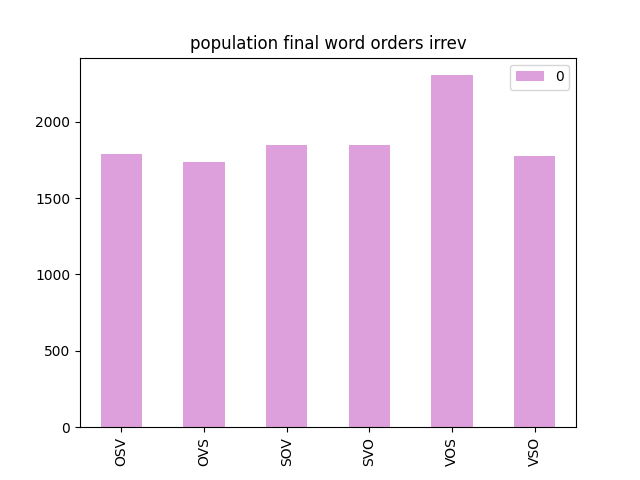 population final word orders irrev
0
2000
1500
1000
500
0
OSV
OVS
SOV
SVO
VOS
VSO